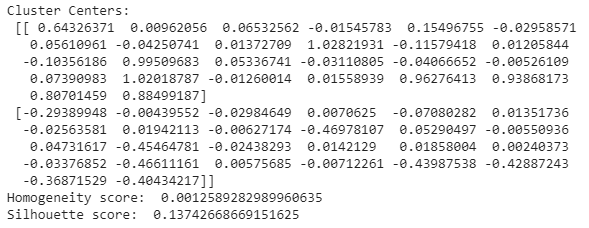 Cluster Centers:
[[ 0.64326371 0.00962056 0.06532562 -0.01545783 0.15496755 -0.02958571
0.05610961 -0.04250741 0.01372709 1.02821931 -0.11579418 0.01205844
-0.10356186 0.99509683 0.05336741 -0.03110805 -0.04066652 -0.00526109
0.07390983 1.02018787 -0.01260014 0.01558939 0.96276413 0.93868173
0.80701459 0.88499187]
[-0.29389948 -0.00439552 -0.02984649 0.0070625 -0.07080282 0.01351736
-0.02563581 0.01942113 -0.00627174 -0.46978107 0.05290497 -0.00550936
0.04731617 -0.45464781 -0.02438293 0.0142129 0.01858004 0.00240373
-0.03376852 -0.46611161 0.00575685 -0.00712261 -0.43987538 -0.42887243
-0.36871529 -0.40434217]]
Homogeneity score: 0.0012589282989960635
Silhouette score: 0.13742668669151625